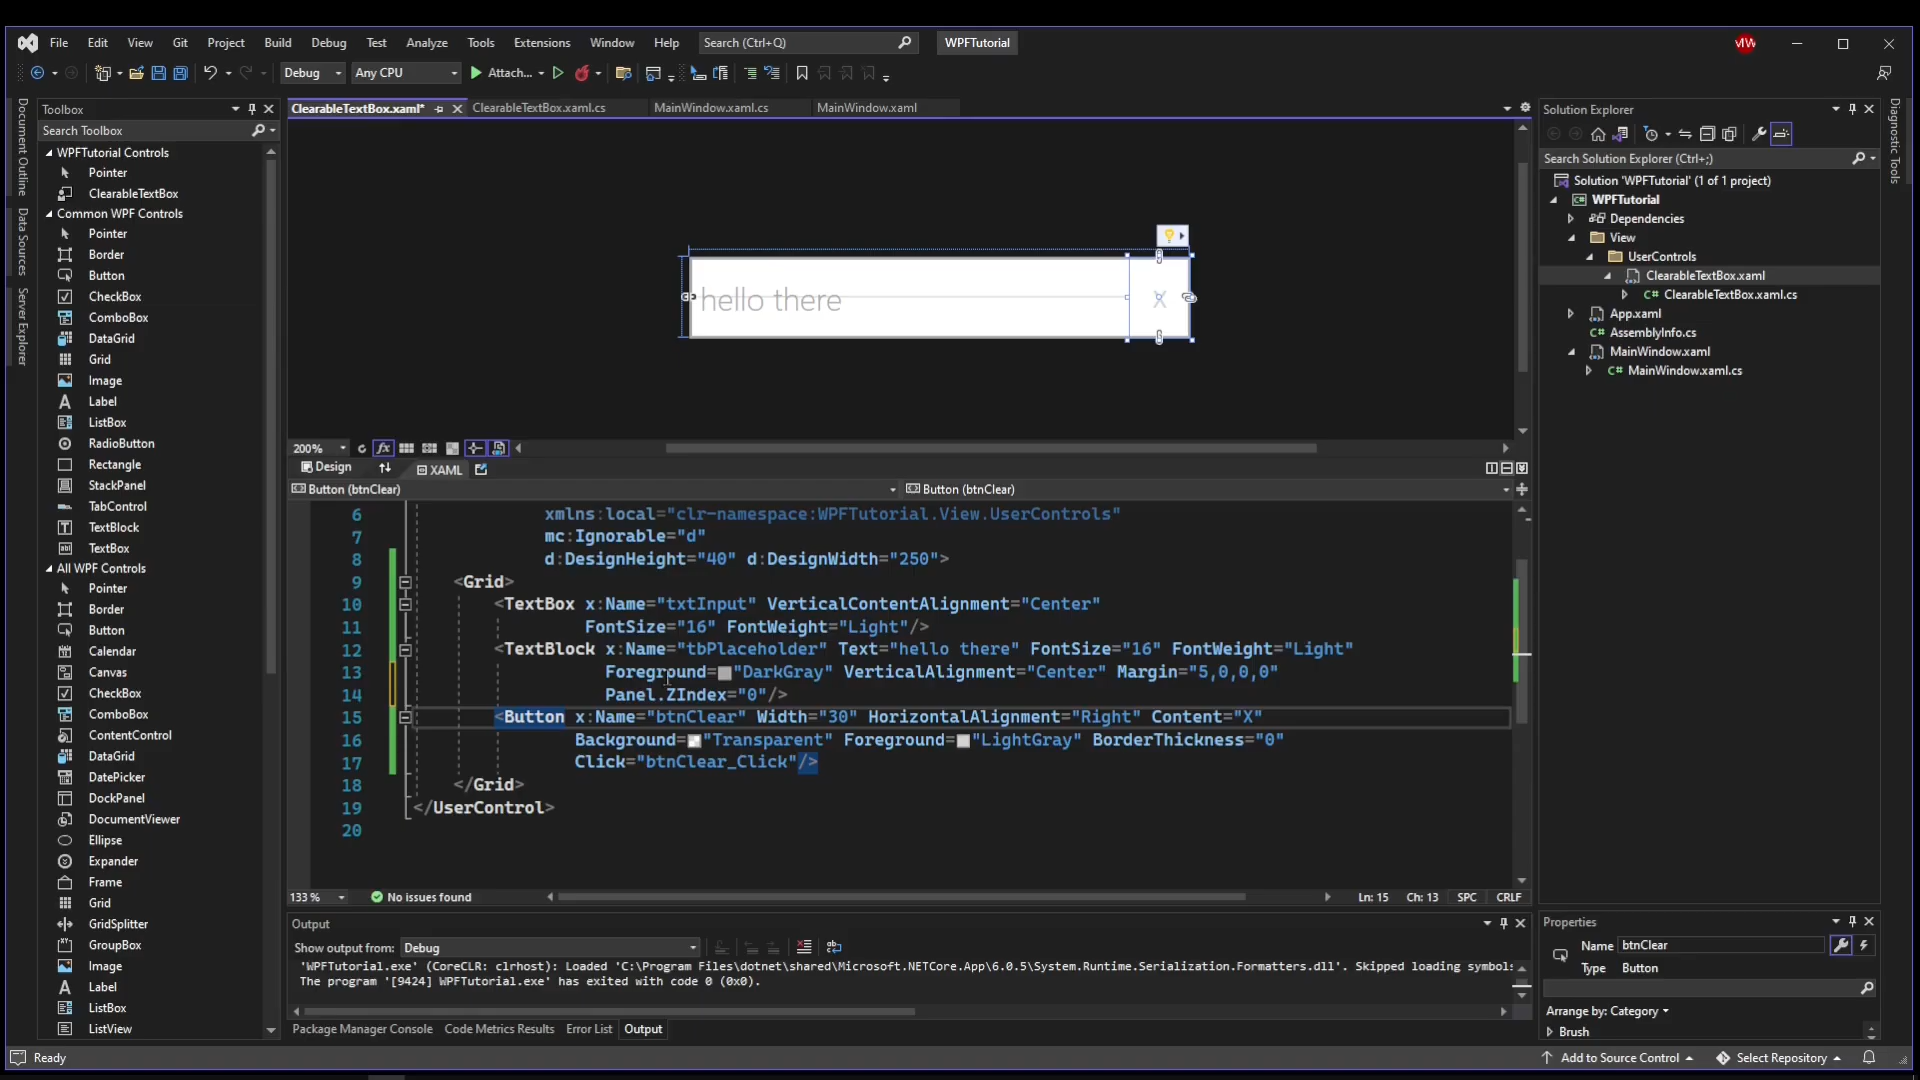 File Edit View Git Project Build Debug Test Analyze Tools Extensions Window Help Search (Ctrl+Q) WPFTutorial MW
Debug Any CPU Attach...
Document Outline
Data Sources
Server Explorer
Toolbox
Search Toolbox
WPFTutorial Controls
Pointer
ClearableTextBox
Common WPF Controls
Pointer
Border
Button
CheckBox
ComboBox
DataGrid
Grid
Image
Label
ListBox
RadioButton
Rectangle
StackPanel
TabControl
TextBlock
TextBox
All WPF Controls
Pointer
Border
Button
Calendar
Canvas
CheckBox
ComboBox
ContentControl
DataGrid
DatePicker
DockPanel
DocumentViewer
Ellipse
Expander
Frame
Grid
GridSplitter
GroupBox
Image
Label
ListBox
ListView
ClearableTextBox.xaml* ClearableTextBox.xaml.cs MainWindow.xaml.cs MainWindow.xaml
hello there X
200%
Design XAML
Button (btnClear) Button (btnClear)
6 xmlns:local="clr-namespace:WPFTutorial.View.UserControls"
7 mc:Ignorable="d"
8 d:DesignHeight="40" d:DesignWidth="250">
9 <Grid>
10 <TextBox x:Name="txtInput" VerticalContentAlignment="Center"
11 FontSize="16" FontWeight="Light"/>
12 <TextBlock x:Name="tbPlaceholder" Text="hello there" FontSize="16" FontWeight="Light"
13 Foreground="DarkGray" VerticalAlignment="Center" Margin="5,0,0,0"
14 Panel.ZIndex="0"/>
15 <Button x:Name="btnClear" Width="30" HorizontalAlignment="Right" Content="X"
16 Background="Transparent" Foreground="LightGray" BorderThickness="0"
17 Click="btnClear_Click"/>
18 </Grid>
19 </UserControl>
20
133 % No issues found Ln: 15 Ch: 13 SPC CRLF
Output
Show output from: Debug
'WPFTutorial.exe' (CoreCLR: clrhost): Loaded 'C:\Program Files\dotnet\shared\Microsoft.NETCore.App\6.0.5\System.Runtime.Serialization.Formatters.dll'. Skipped loading symbols
The program '[9424] WPFTutorial.exe' has exited with code 0 (0x0).
Package Manager Console Code Metrics Results Error List Output
Solution Explorer
Search Solution Explorer (Ctrl+;)
Solution 'WPFTutorial' (1 of 1 project)
WPFTutorial
Dependencies
View
UserControls
ClearableTextBox.xaml
C# ClearableTextBox.xaml.cs
App.xaml
C# AssemblyInfo.cs
MainWindow.xaml
C# MainWindow.xaml.cs
Diagnostic Tools
Properties
Name btnClear
Type Button
Arrange by: Category
Brush
Ready Add to Source Control Select Repository